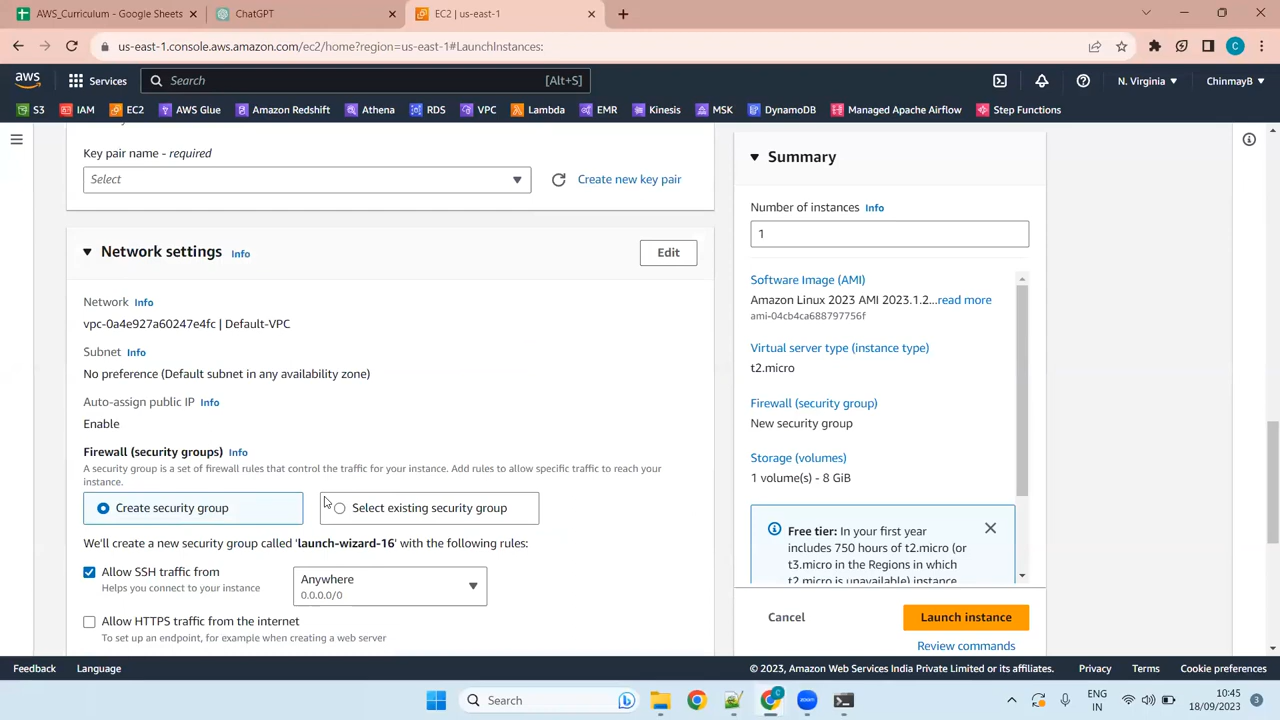 AWS_Curriculum - Google Sheets
ChatGPT
EC2 | us-east-1
us-east-1.console.aws.amazon.com/ec2/home?region=us-east-1#LaunchInstances:
aws
Services
Search
[Alt+S]
N. Virginia
ChinmayB
S3
IAM
EC2
AWS Glue
Amazon Redshift
Athena
RDS
VPC
Lambda
EMR
Kinesis
MSK
DynamoDB
Managed Apache Airflow
Step Functions
Key pair name - required
Select
Create new key pair
Network settings Info
Edit
Network Info
vpc-0a4e927a60247e4fc | Default-VPC
Subnet Info
No preference (Default subnet in any availability zone)
Auto-assign public IP Info
Enable
Firewall (security groups) Info
A security group is a set of firewall rules that control the traffic for your instance. Add rules to allow specific traffic to reach your
instance.
Create security group
Select existing security group
We'll create a new security group called 'launch-wizard-16' with the following rules:
Allow SSH traffic from
Helps you connect to your instance
Anywhere
0.0.0.0/0
Allow HTTPS traffic from the internet
To set up an endpoint, for example when creating a web server
Summary
Number of instances Info
1
Software Image (AMI)
Amazon Linux 2023 AMI 2023.1.2...read more
ami-04cb4ca688797756f
Virtual server type (instance type)
t2.micro
Firewall (security group)
New security group
Storage (volumes)
1 volume(s) - 8 GiB
Free tier: In your first year
includes 750 hours of t2.micro (or
t3.micro in the Regions in which
t2.micro is unavailable) instance
Cancel
Launch instance
Review commands
Feedback
Language
© 2023, Amazon Web Services India Private Limited or its affiliates.
Privacy
Terms
Cookie preferences
Search
ENG
IN
10:45
18/09/2023
3